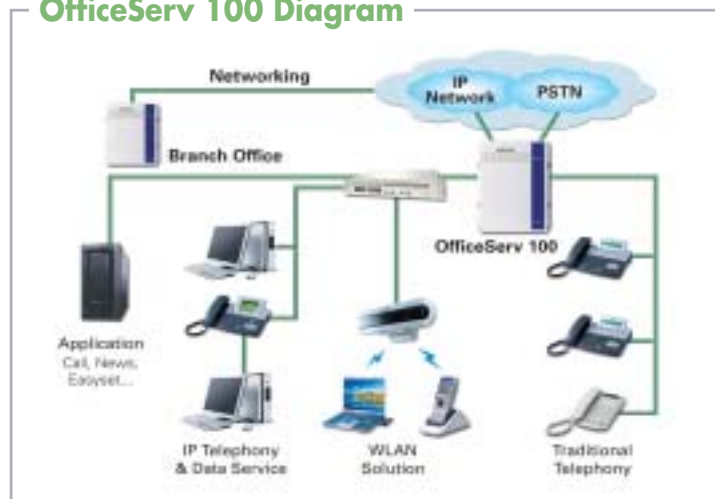 OfficeServ 100 Diagram
Networking
IP
Network
PSTN
Branch Office
OfficeServ 100
Application
Call, News,
Easyset...
IP Telephony
& Data Service
WLAN
Solution
Traditional
Telephony